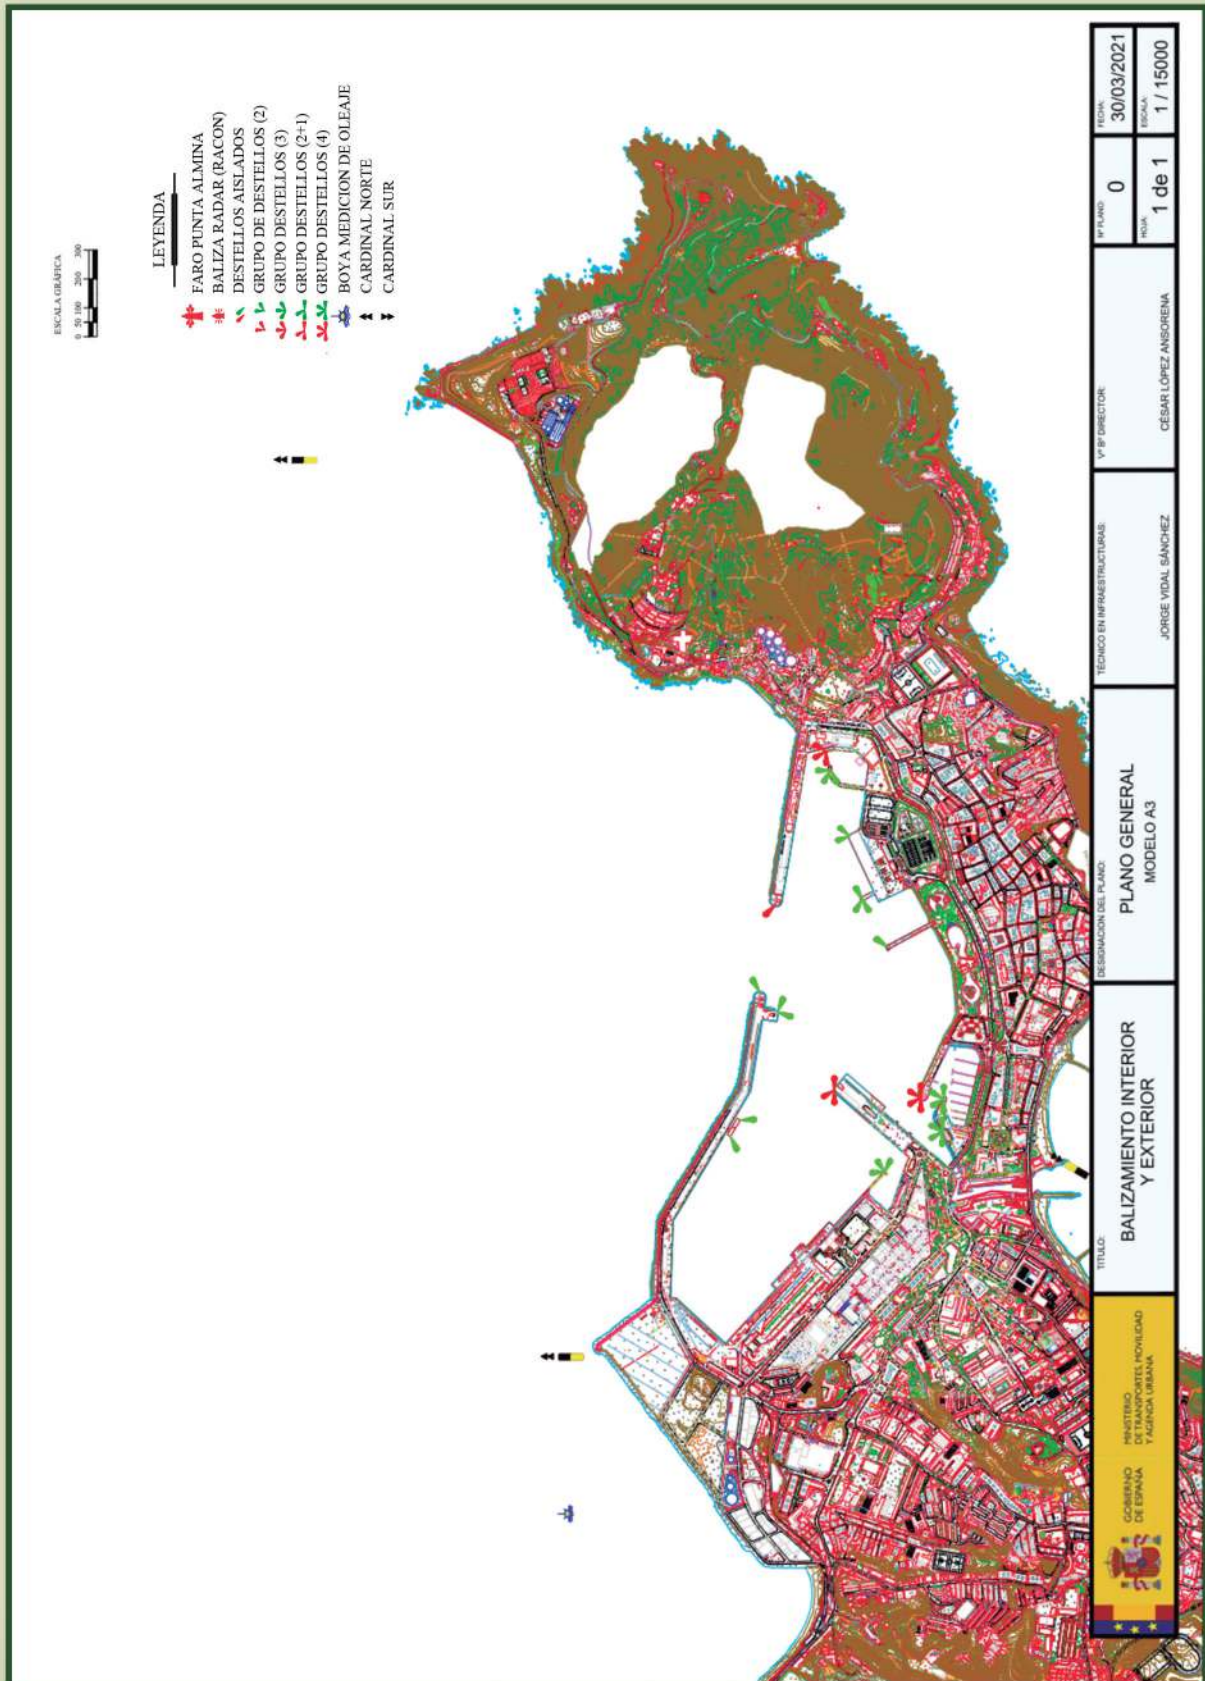 ESCALA GRÁFICA
0 50 100 200 300
LEYENDA
FARO PUNTA ALMINA
BALIZA RADAR (RACON)
DESTELLOS AISLADOS
GRUPO DE DESTELLOS (2)
GRUPO DESTELLOS (3)
GRUPO DESTELLOS (2+1)
GRUPO DESTELLOS (4)
BOYA MEDICION DE OLEAJE
CARDINAL NORTE
CARDINAL SUR
GOBIERNO
DE ESPAÑA
MINISTERIO
DE TRANSPORTES, MOVILIDAD
Y AGENDA URBANA
TITULO:
BALIZAMIENTO INTERIOR
Y EXTERIOR
DESIGNACION DEL PLANO:
PLANO GENERAL
MODELO A3
TÉCNICO EN INFRAESTRUCTURAS:
JORGE VIDAL SÁNCHEZ
Vº Bº DIRECTOR:
CÉSAR LÓPEZ ANSORENA
Nº PLANO:
0
HOJA:
1 de 1
FECHA:
30/03/2021
ESCALA:
1 / 15000